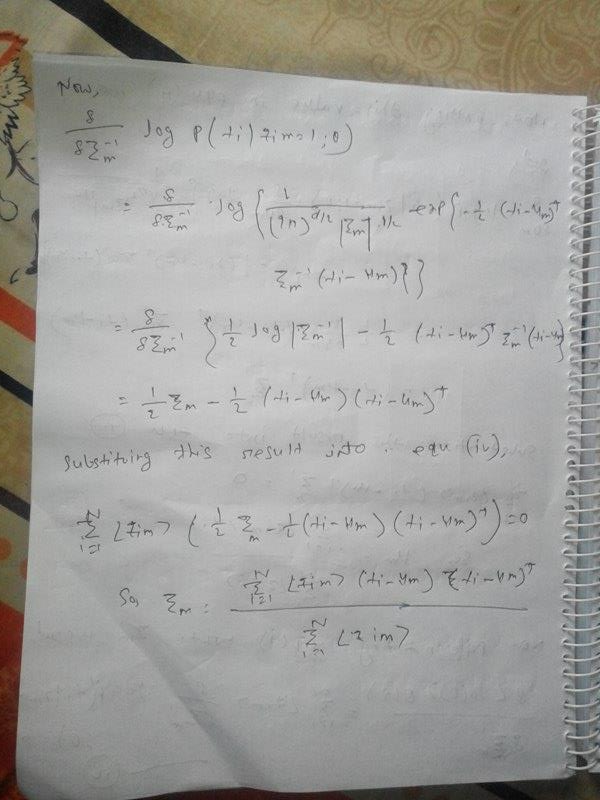 Now,
δ/δΣm⁻¹ log P(ti | zim=1, θ)
= δ/δΣm⁻¹ log { 1/((2π)^(d/2) |Σm|^(1/2)) exp{ -1/2 (ti-μm)^T
Σm⁻¹ (ti-μm) } }
= δ/δΣm⁻¹ { 1/2 log |Σm⁻¹| - 1/2 (ti-μm)^T Σm⁻¹ (ti-μm) }
= 1/2 Σm - 1/2 (ti-μm) (ti-μm)^T
substituting this result into equ (iv),
Σ_{i=1}^N <zim> ( 1/2 Σm - 1/2 (ti-μm) (ti-μm)^T ) = 0
So, Σm = Σ_{i=1}^N <zim> (ti-μm) (ti-μm)^T
Σ_{i=1}^N <zim>